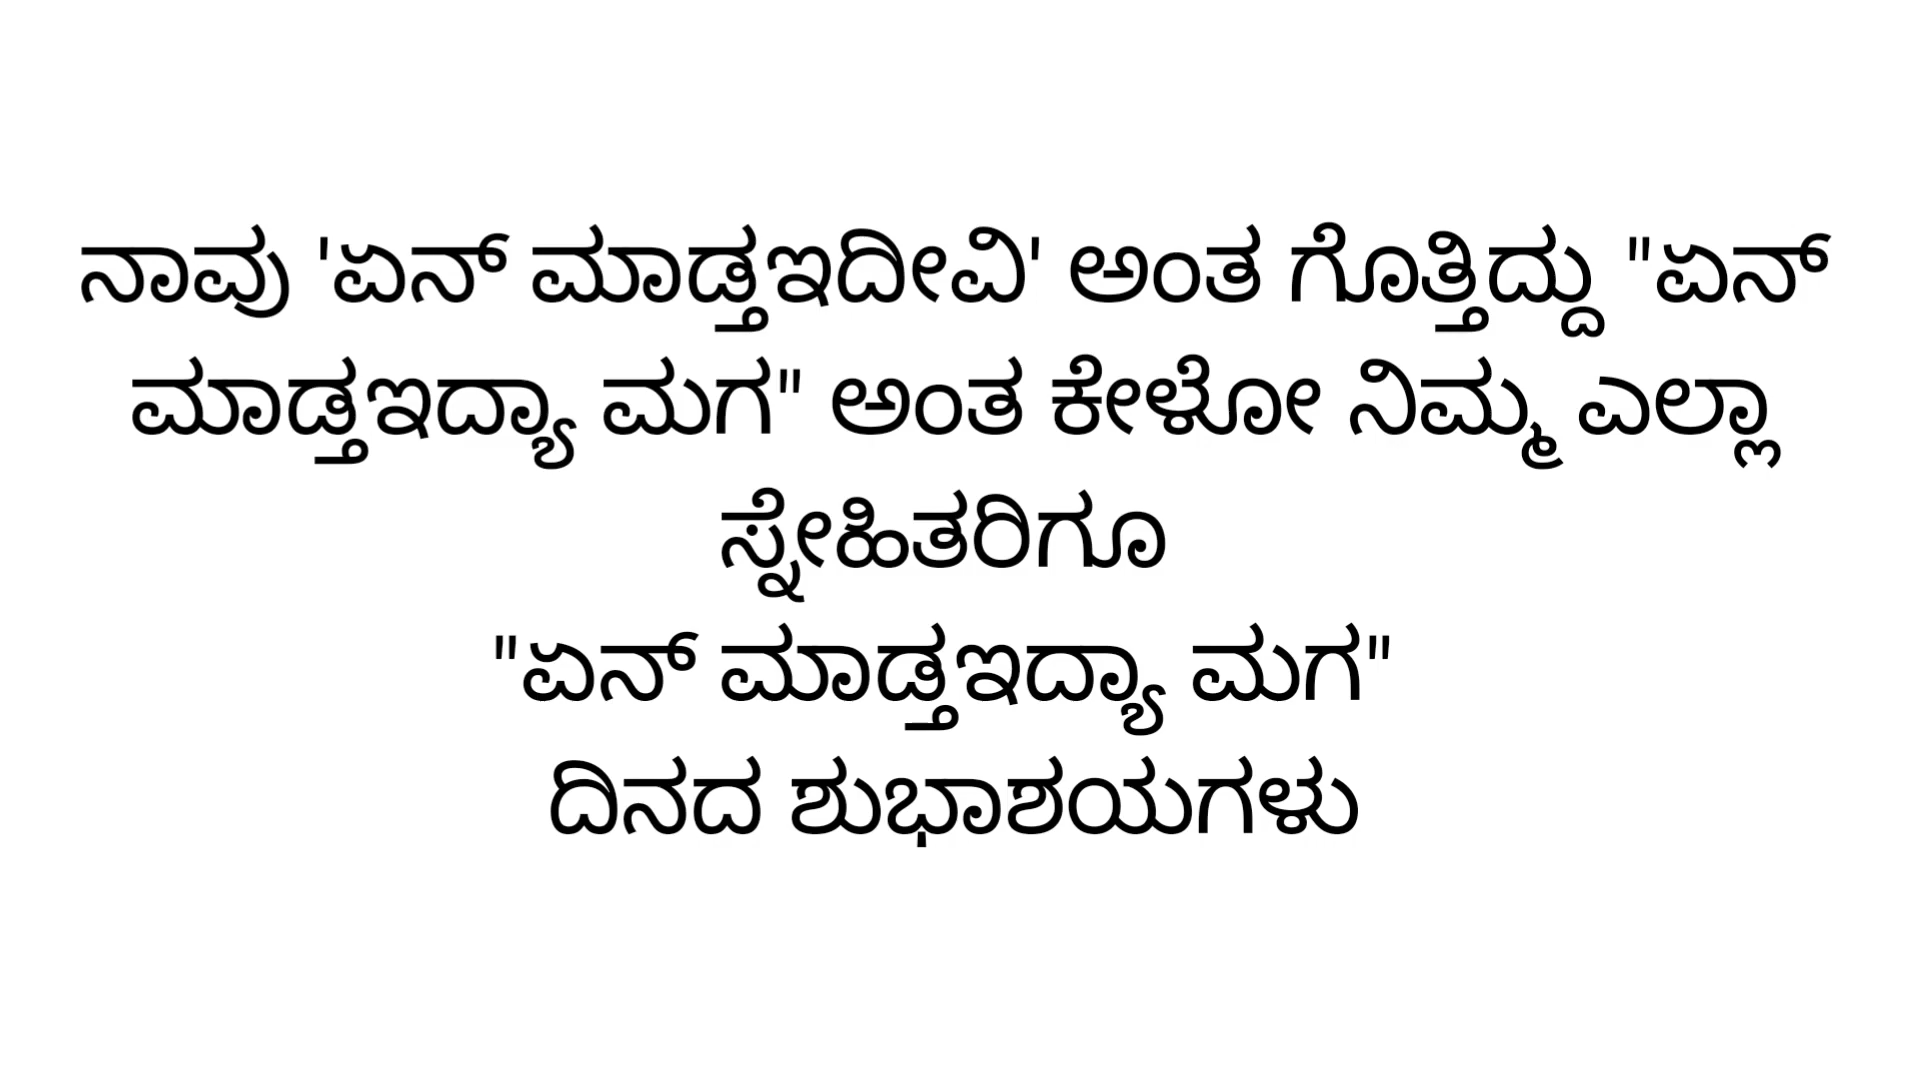 ನಾವು 'ಏನ್ ಮಾಡ್ತಇದೀವಿ' ಅಂತ ಗೊತ್ತಿದ್ದು "ಏನ್
ಮಾಡ್ತಇದ್ಯಾ ಮಗ" ಅಂತ ಕೇಳೋ ನಿಮ್ಮ ಎಲ್ಲಾ
ಸ್ನೇಹಿತರಿಗೂ
"ಏನ್ ಮಾಡ್ತಇದ್ಯಾ ಮಗ"
ದಿನದ ಶುಭಾಶಯಗಳು